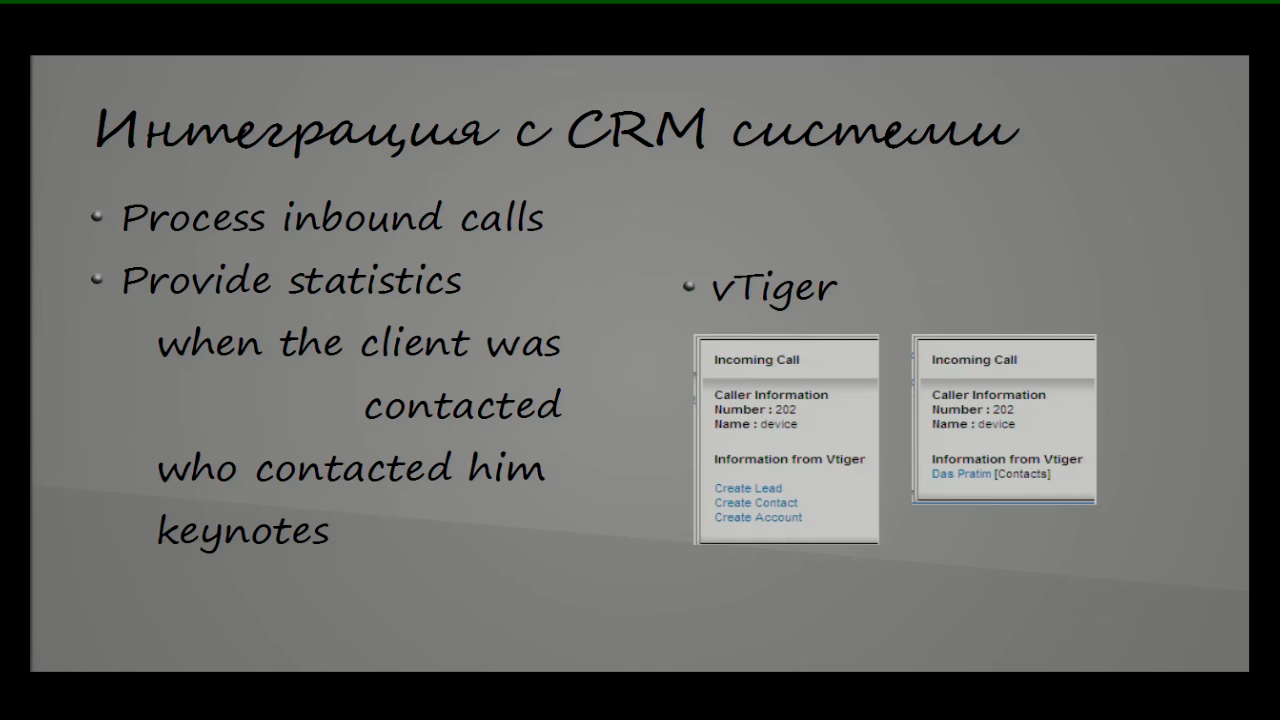 Интеграция с CRM системи
Process inbound calls
Provide statistics
when the client was
contacted
who contacted him
keynotes
vTiger
Incoming Call
Caller Information
Number : 202
Name : device
Information from Vtiger
Create Lead
Create Contact
Create Account
Incoming Call
Caller Information
Number : 202
Name : device
Information from Vtiger
Das Pratim [Contacts]